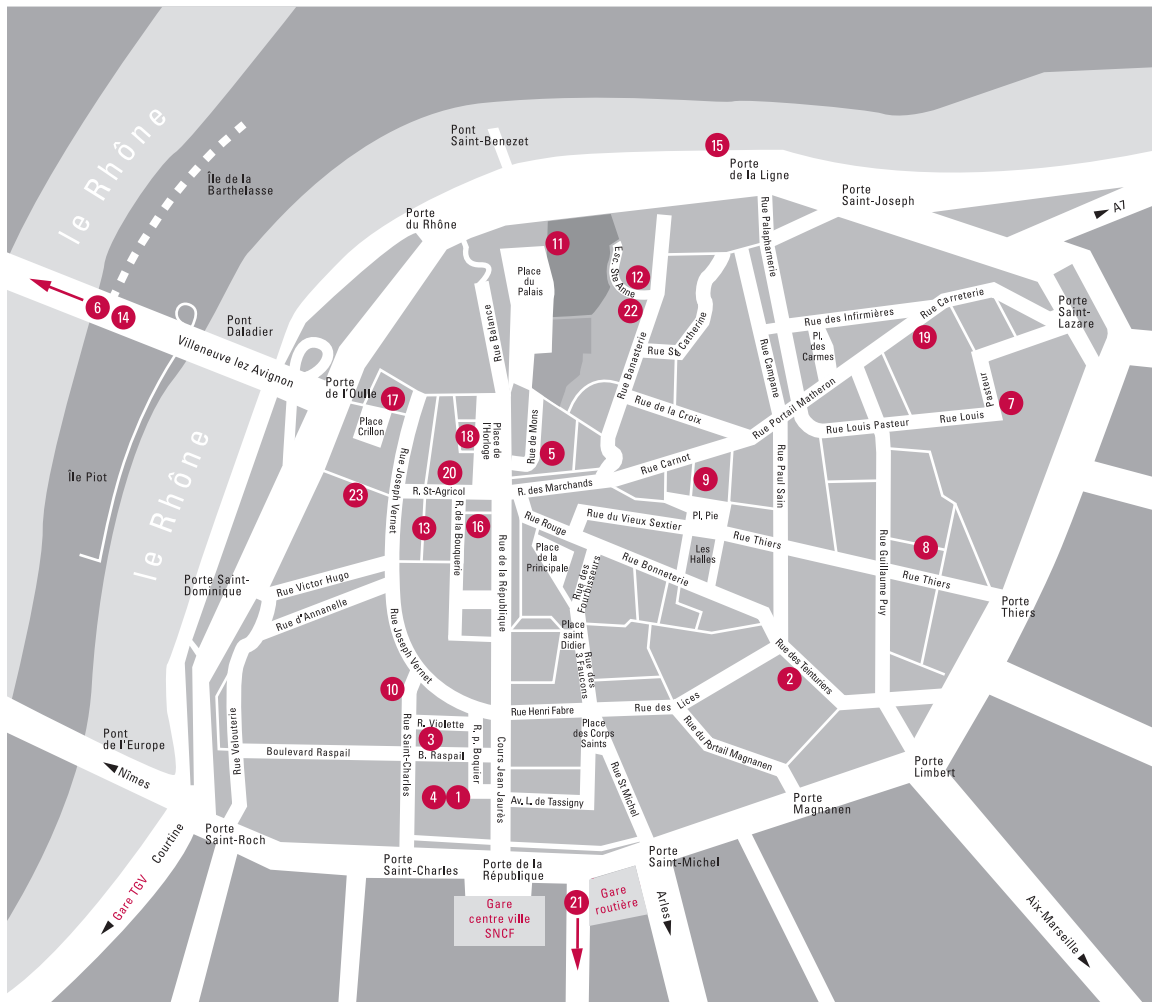 le Rhône
Île de la
Barthelasse
Pont
Saint-Benezet
15
Porte
de la Ligne
Porte
Saint-Joseph
A7
Porte
du Rhône
11
Place
du
Palais
Esc. Ste Anne
12
22
Rue Palapharnerie
6
14
Pont
Daladier
Villeneuve lez Avignon
Rue Balance
Rue Banasterie
Rue Ste Catherine
Rue Campane
Rue des Infirmières
Rue Carreterie
Pl.
des
Carmes
19
Porte
Saint-
Lazare
Porte
de l'Oulle
17
Place
Crillon
Rue de la Croix
Rue Portail Matheron
Rue Louis Pasteur
Rue Louis
Pasteur
7
Île Piot
le Rhône
Rue Joseph Vernet
18
Place de
l'Horloge
Rue de Mons
5
20
R. St-Agricol
23
13
R. de la Bouquerie
16
R. des Marchands
Rue Carnot
9
Rue Paul Sain
Rue Rouge
Rue du Vieux Sextier
Pl. Pie
Rue Thiers
Les
Halles
8
Rue Thiers
Rue Guillaume Puy
Porte
Thiers
Place
de la
Principale
Rue Bonneterie
Rue des
Fourbisseurs
Rue de la République
Porte Saint-
Dominique
Rue Victor Hugo
Rue d'Annanelle
Place
saint
Didier
Rue des
3 Faucons
Rue Joseph Vernet
Rue des Teinturiers
2
10
Rue Henri Fabre
Rue des Lices
R. Violette
3
Place
des Corps
Saints
Rue du Portail Magnanen
Pont
de l'Europe
Nîmes
Rue Velouterie
Boulevard Raspail
B. Raspail
Rue Saint-Charles
R. p. Boquier
Cours Jean Jaurès
4
1
Av. L. de Tassigny
Rue St Michel
Porte
Limbert
Porte
Magnanen
Porte
Saint-Roch
Courtine
Gare TGV
Porte
Saint-Charles
Porte de la
République
Porte
Saint-Michel
Gare
centre ville
SNCF
21
Gare
routière
Arles
Aix-Marseille